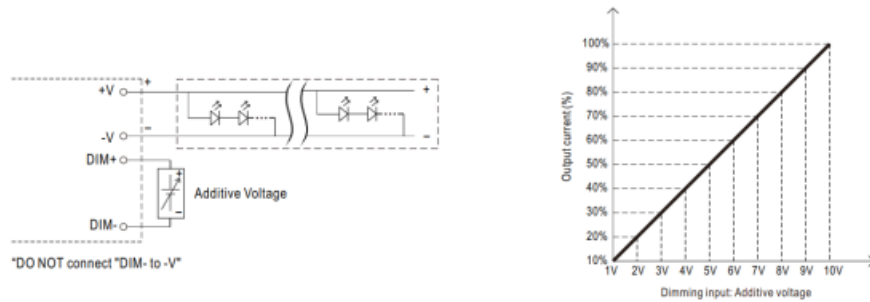 +V
+
-V
−
DIM+
DIM-
+
−
Additive Voltage
+
−
"DO NOT connect "DIM- to -V"
Output current (%)
100%
90%
80%
70%
60%
50%
40%
30%
20%
10%
1V 2V 3V 4V 5V 6V 7V 8V 9V 10V
Dimming input: Additive voltage